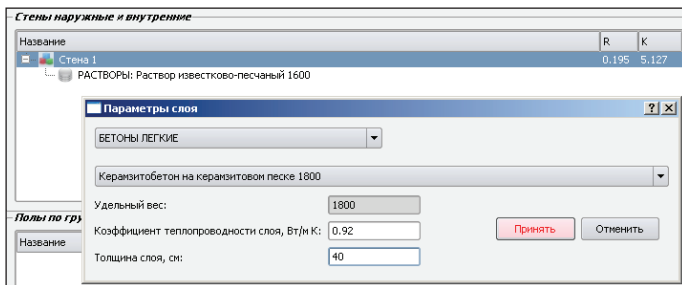 Стены наружные и внутренние
Название R K
Стена 1 0.195 5.127
РАСТВОРЫ: Раствор известково-песчаный 1600
Параметры слоя
БЕТОНЫ ЛЕГКИЕ
Керамзитобетон на керамзитовом песке 1800
Удельный вес: 1800
Коэффициент теплопроводности слоя, Вт/м К: 0.92
Принять Отменить
Толщина слоя, см: 40
Полы по гру
Название